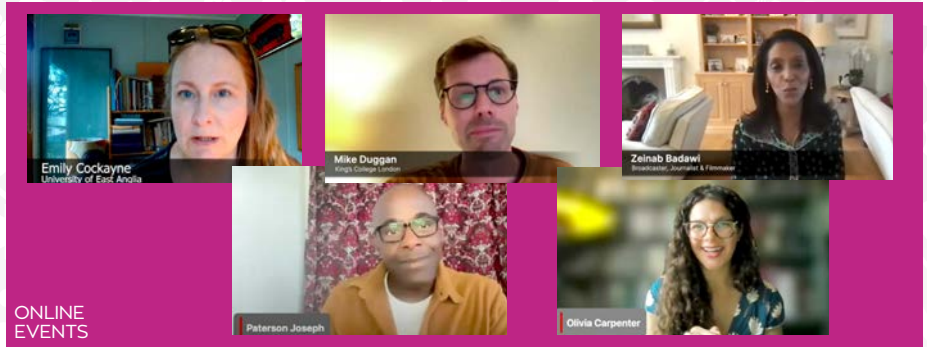 Emily Cockayne
University of East Anglia
Mike Duggan
King's College London
Zeinab Badawi
Broadcaster, Journalist & Filmmaker
Paterson Joseph
Olivia Carpenter
ONLINE
EVENTS